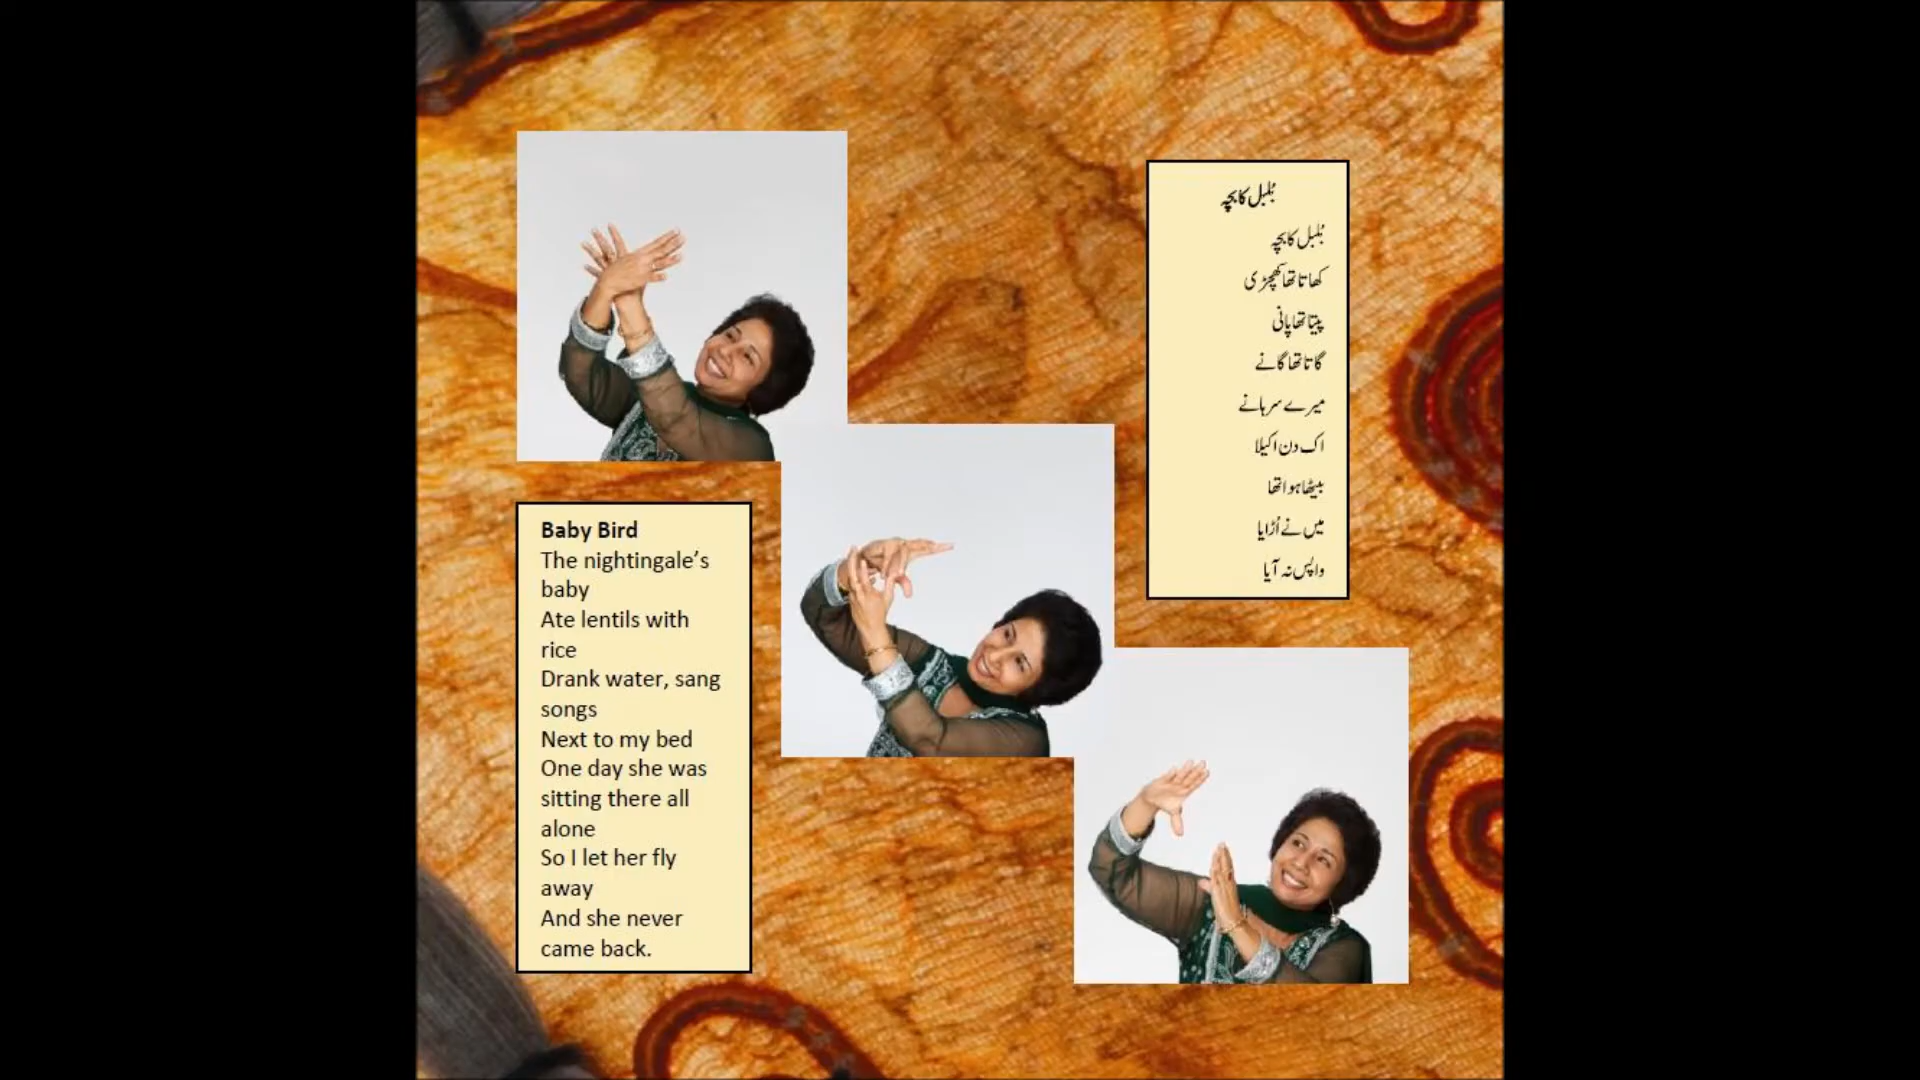 Baby Bird
The nightingale’s
baby
Ate lentils with
rice
Drank water, sang
songs
Next to my bed
One day she was
sitting there all
alone
So I let her fly
away
And she never
came back.
بُلبل کا بچہ
بُلبل کا بچہ
کھاتا تھا کھچڑی
پیتا تھا پانی
گاتا تھا گانے
میرے سرہانے
اک دن اکیلا
بیٹھا ہوا تھا
میں نے اُڑایا
واپس نہ آیا